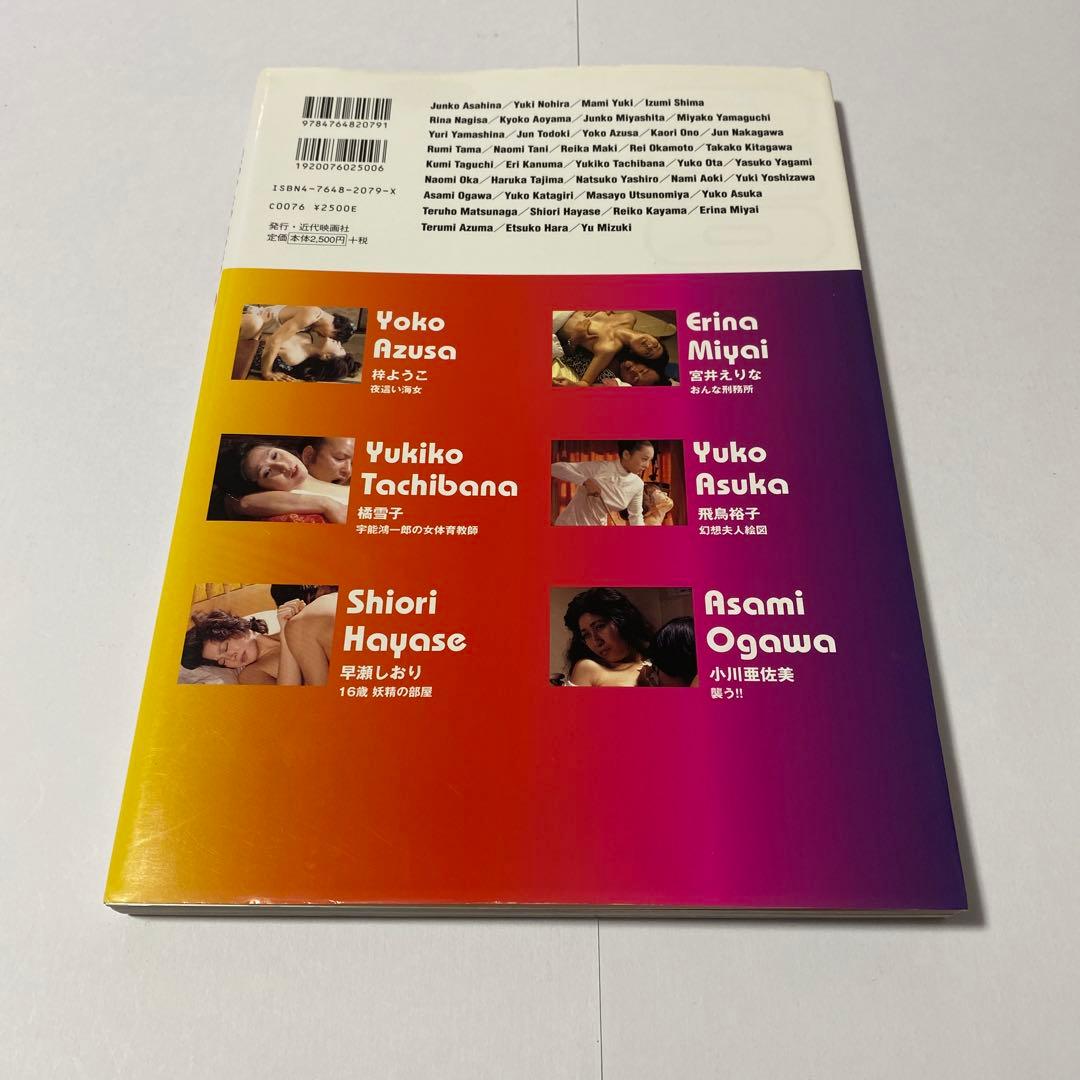 9784764820791
1920076025006
ISBN4-7648-2079-X
C0076 ¥2500E
発行・近代映画社
定価 本体2,500円 +税
Junko Asahina／Yuki Nohira／Mami Yuki／Izumi Shima
Rina Nagisa／Kyoko Aoyama／Junko Miyashita／Miyako Yamaguchi
Yuri Yamashina／Jun Todoki／Yoko Azusa／Kaori Ono／Jun Nakagawa
Rumi Tama／Naomi Tani／Reika Maki／Rei Okamoto／Takako Kitagawa
Kumi Taguchi／Eri Kanuma／Yukiko Tachibana／Yuko Ota／Yasuko Yagami
Naomi Oka／Haruka Tajima／Natsuko Yashiro／Nami Aoki／Yuki Yoshizawa
Asami Ogawa／Yuko Katagiri／Masayo Utsunomiya／Yuko Asuka
Teruho Matsunaga／Shiori Hayase／Reiko Kayama／Erina Miyai
Terumi Azuma／Etsuko Hara／Yu Mizuki
Yoko
Azusa
梓ようこ
夜這い海女
Erina
Miyai
宮井えりな
おんな刑務所
Yukiko
Tachibana
橘雪子
宇能鴻一郎の女体育教師
Yuko
Asuka
飛鳥裕子
幻想夫人絵図
Shiori
Hayase
早瀬しおり
16歳 妖精の部屋
Asami
Ogawa
小川亜佐美
襲う!!